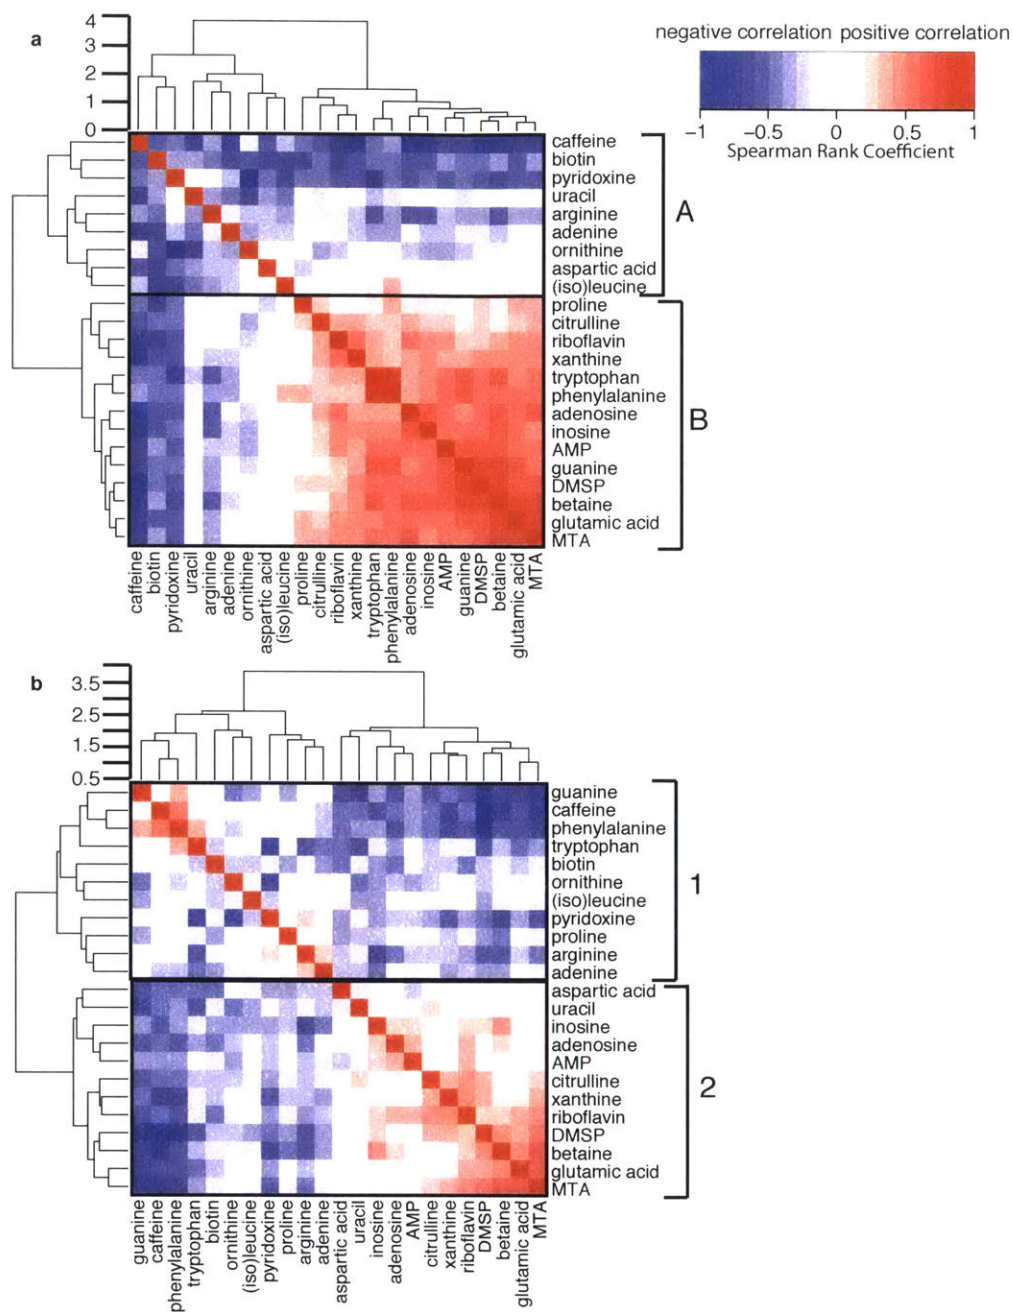 a
4
3
2
1
0
negative correlation positive correlation
−1 −0.5 0 0.5 1
Spearman Rank Coefficient
caffeine
biotin
pyridoxine
uracil
arginine
adenine
ornithine
aspartic acid
(iso)leucine
A
proline
citrulline
riboflavin
xanthine
tryptophan
phenylalanine
adenosine
inosine
AMP
guanine
DMSP
betaine
glutamic acid
MTA
B
caffeine
biotin
pyridoxine
uracil
arginine
adenine
ornithine
aspartic acid
(iso)leucine
proline
citrulline
riboflavin
xanthine
tryptophan
phenylalanine
adenosine
inosine
AMP
guanine
DMSP
betaine
glutamic acid
MTA
b
3.5
2.5
1.5
0.5
guanine
caffeine
phenylalanine
tryptophan
biotin
ornithine
(iso)leucine
pyridoxine
proline
arginine
adenine
1
aspartic acid
uracil
inosine
adenosine
AMP
citrulline
xanthine
riboflavin
DMSP
betaine
glutamic acid
MTA
2
guanine
caffeine
phenylalanine
tryptophan
biotin
ornithine
(iso)leucine
pyridoxine
proline
arginine
adenine
aspartic acid
uracil
inosine
adenosine
AMP
citrulline
xanthine
riboflavin
DMSP
betaine
glutamic acid
MTA